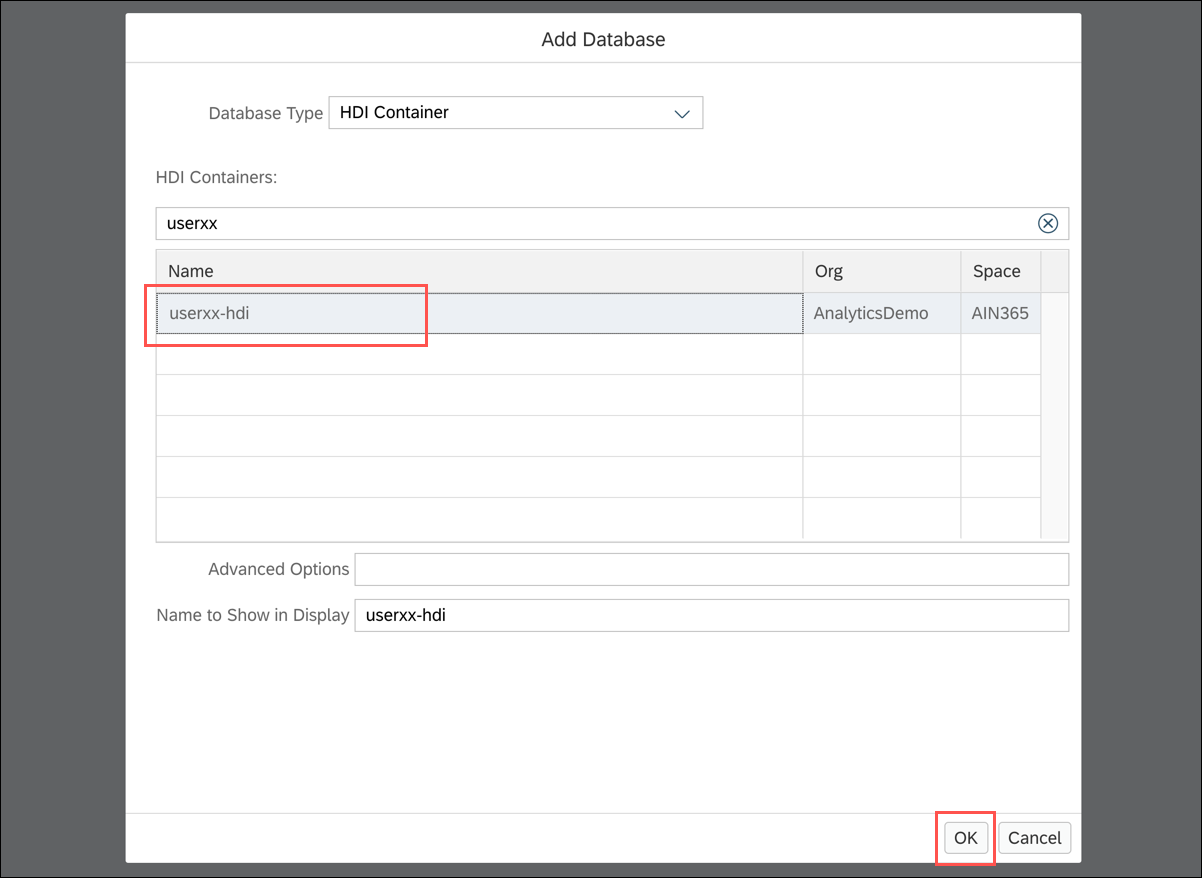 Add Database
Database Type HDI Container
HDI Containers:
userxx
Name Org Space
userxx-hdi AnalyticsDemo AIN365
Advanced Options
Name to Show in Display userxx-hdi
OK Cancel